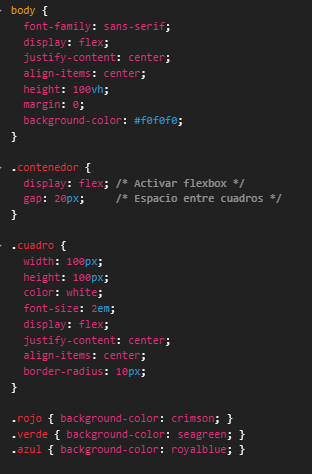 body {
  font-family: sans-serif;
  display: flex;
  justify-content: center;
  align-items: center;
  height: 100vh;
  margin: 0;
  background-color: #f0f0f0;
}

.contenedor {
  display: flex; /* Activar flexbox */
  gap: 20px;     /* Espacio entre cuadros */
}

.cuadro {
  width: 100px;
  height: 100px;
  color: white;
  font-size: 2em;
  display: flex;
  justify-content: center;
  align-items: center;
  border-radius: 10px;
}

.rojo { background-color: crimson; }
.verde { background-color: seagreen; }
.azul { background-color: royalblue; }